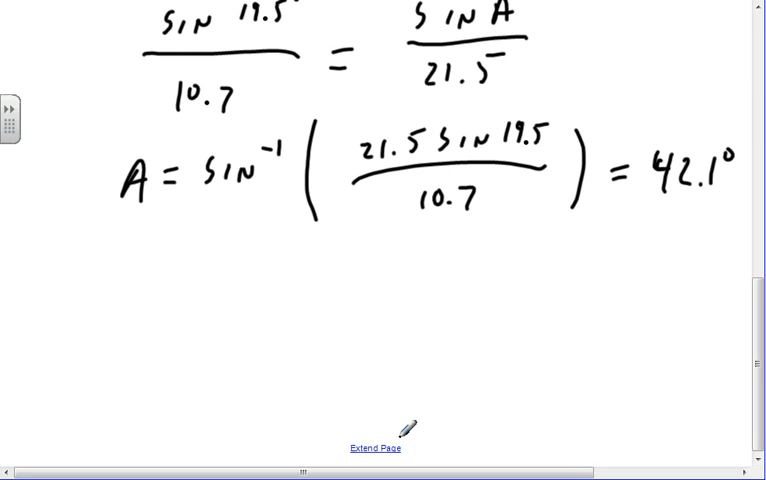 sin 19.5° / 10.7 = sin A / 21.5
A = sin⁻¹ ( 21.5 sin 19.5 / 10.7 ) = 42.1°
Extend Page